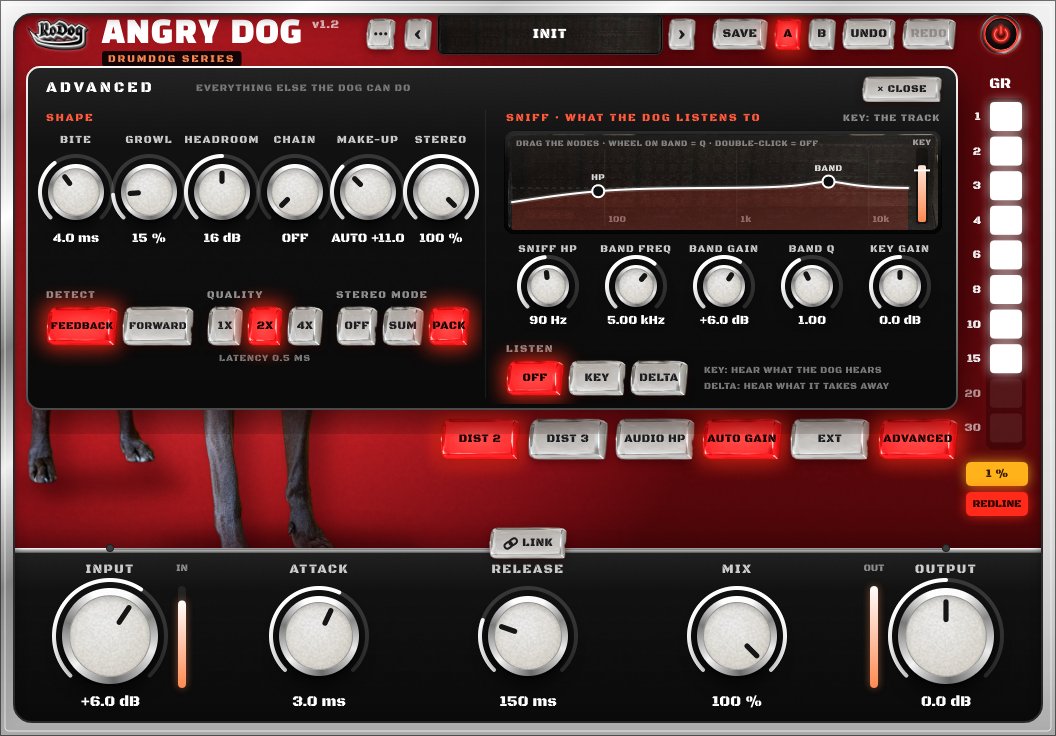 RoDog
ANGRY DOG v1.2
DRUMDOG SERIES
••• ‹ INIT › SAVE A B UNDO REDO
ADVANCED EVERYTHING ELSE THE DOG CAN DO × CLOSE
GR
SHAPE
BITE GROWL HEADROOM CHAIN MAKE-UP STEREO
4.0 ms 15 % 16 dB OFF AUTO +11.0 100 %
DETECT QUALITY STEREO MODE
FEEDBACK FORWARD 1X 2X 4X OFF SUM PACK
LATENCY 0.5 MS
SNIFF · WHAT THE DOG LISTENS TO KEY: THE TRACK
DRAG THE NODES · WHEEL ON BAND = Q · DOUBLE-CLICK = OFF KEY
HP BAND
100 1k 10k
SNIFF HP BAND FREQ BAND GAIN BAND Q KEY GAIN
90 Hz 5.00 kHz +6.0 dB 1.00 0.0 dB
LISTEN
OFF KEY DELTA
KEY: HEAR WHAT THE DOG HEARS
DELTA: HEAR WHAT IT TAKES AWAY
1
2
3
4
6
8
10
15
20
30
DIST 2 DIST 3 AUDIO HP AUTO GAIN EXT ADVANCED
1 %
REDLINE
LINK
INPUT IN ATTACK RELEASE MIX OUT OUTPUT
+6.0 dB 3.0 ms 150 ms 100 % 0.0 dB